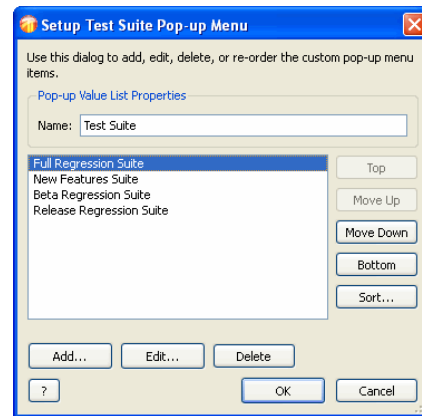 Setup Test Suite Pop-up Menu
Use this dialog to add, edit, delete, or re-order the custom pop-up menu
items.
Pop-up Value List Properties
Name: Test Suite
Full Regression Suite
New Features Suite
Beta Regression Suite
Release Regression Suite
Top
Move Up
Move Down
Bottom
Sort...
Add... Edit... Delete
? OK Cancel